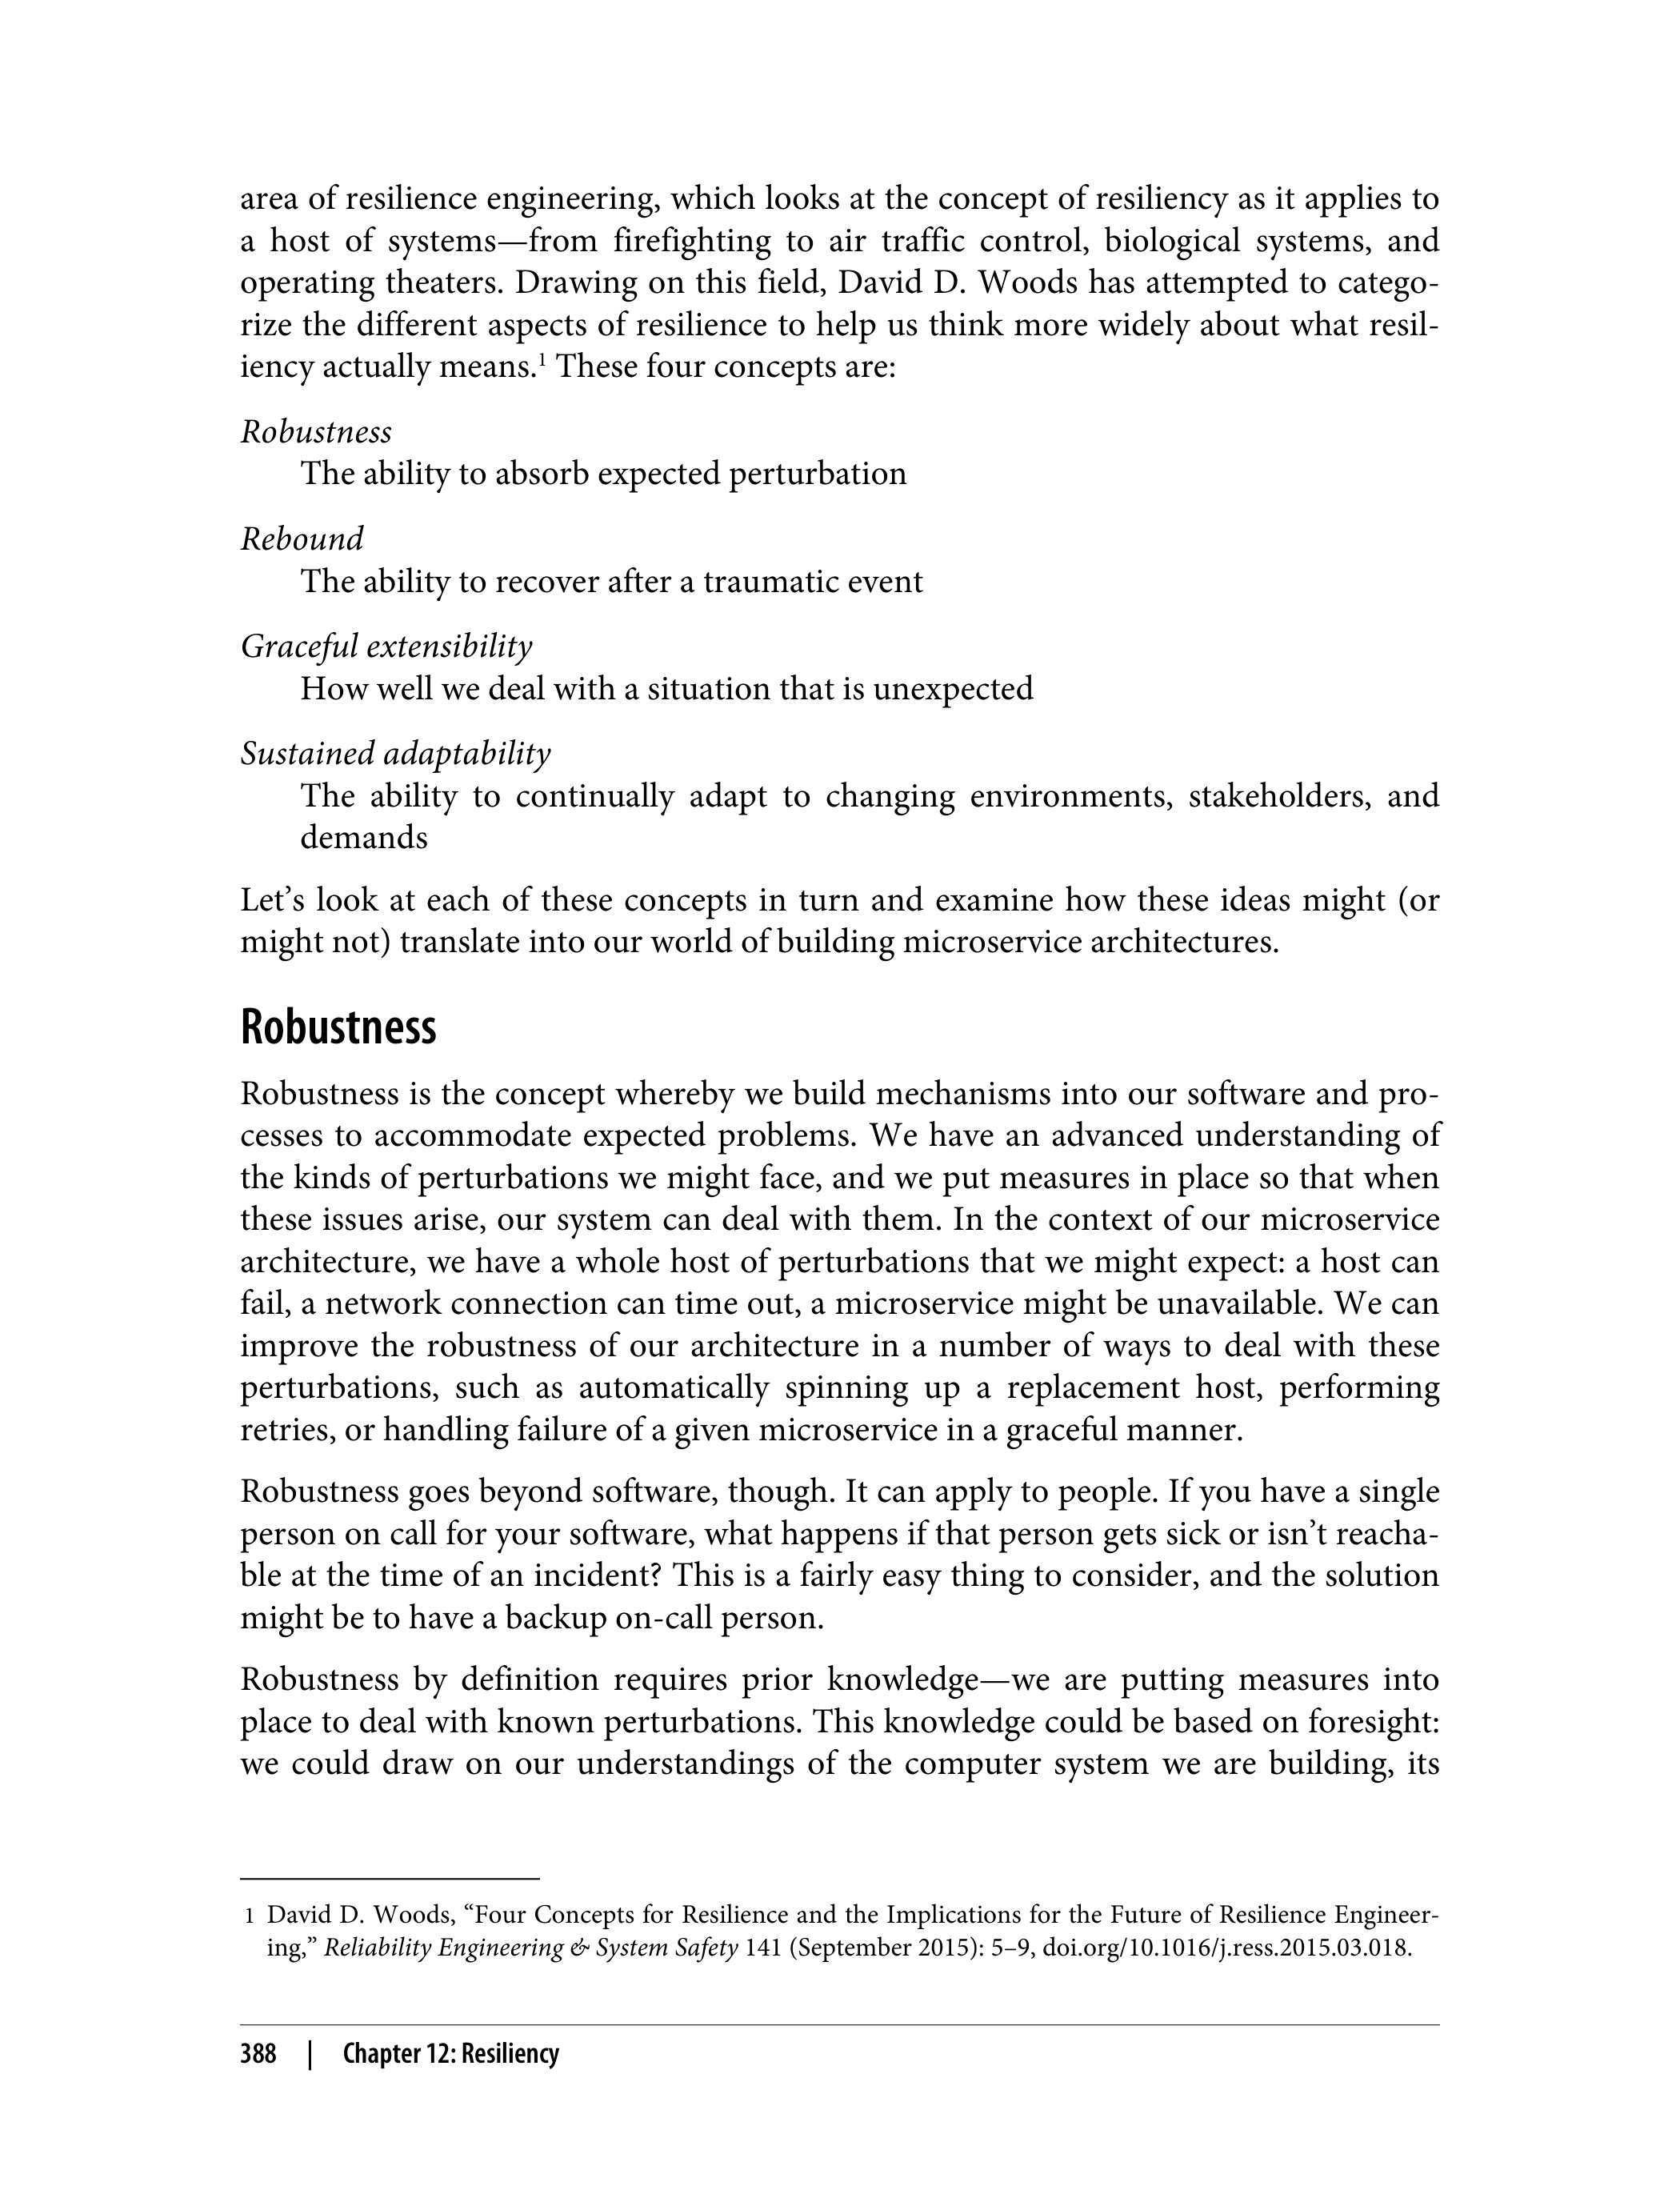 area of resilience engineering, which looks at the concept of resiliency as it applies to
a host of systems—from firefighting to air traffic control, biological systems, and
operating theaters. Drawing on this field, David D. Woods has attempted to catego-
rize the different aspects of resilience to help us think more widely about what resil-
iency actually means.1 These four concepts are:
Robustness
The ability to absorb expected perturbation
Rebound
The ability to recover after a traumatic event
Graceful extensibility
How well we deal with a situation that is unexpected
Sustained adaptability
The ability to continually adapt to changing environments, stakeholders, and
demands
Let’s look at each of these concepts in turn and examine how these ideas might (or
might not) translate into our world of building microservice architectures.
Robustness
Robustness is the concept whereby we build mechanisms into our software and pro-
cesses to accommodate expected problems. We have an advanced understanding of
the kinds of perturbations we might face, and we put measures in place so that when
these issues arise, our system can deal with them. In the context of our microservice
architecture, we have a whole host of perturbations that we might expect: a host can
fail, a network connection can time out, a microservice might be unavailable. We can
improve the robustness of our architecture in a number of ways to deal with these
perturbations, such as automatically spinning up a replacement host, performing
retries, or handling failure of a given microservice in a graceful manner.
Robustness goes beyond software, though. It can apply to people. If you have a single
person on call for your software, what happens if that person gets sick or isn’t reacha-
ble at the time of an incident? This is a fairly easy thing to consider, and the solution
might be to have a backup on-call person.
Robustness by definition requires prior knowledge—we are putting measures into
place to deal with known perturbations. This knowledge could be based on foresight:
we could draw on our understandings of the computer system we are building, its
1 David D. Woods, “Four Concepts for Resilience and the Implications for the Future of Resilience Engineer-
ing,” Reliability Engineering & System Safety 141 (September 2015): 5–9, doi.org/10.1016/j.ress.2015.03.018.
388 | Chapter 12: Resiliency